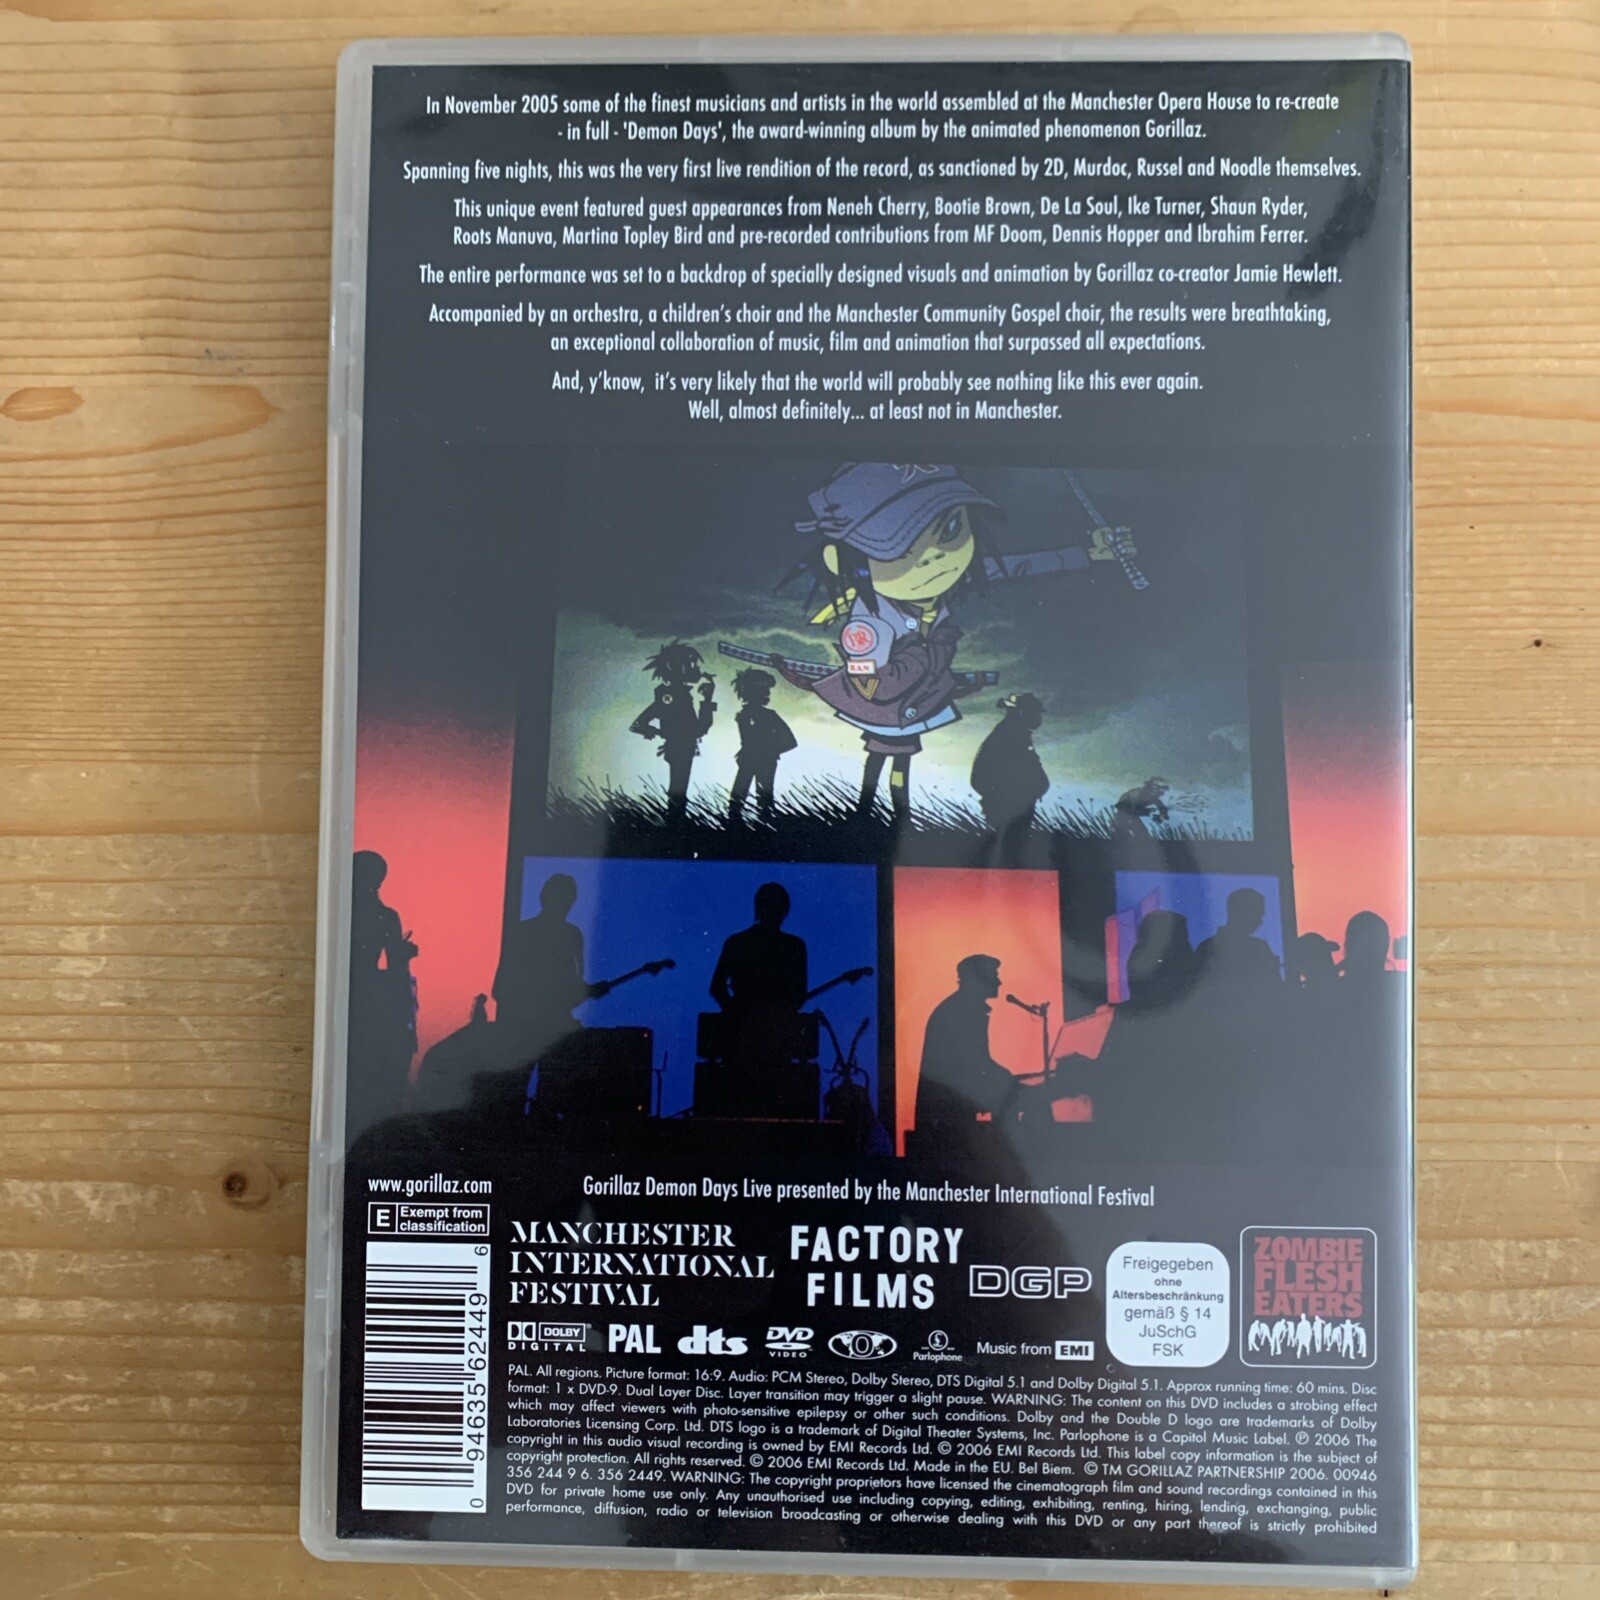 In November 2005 some of the finest musicians and artists in the world assembled at the Manchester Opera House to re-create
- in full - 'Demon Days', the award-winning album by the animated phenomenon Gorillaz.
Spanning five nights, this was the very first live rendition of the record, as sanctioned by 2D, Murdoc, Russel and Noodle themselves.
This unique event featured guest appearances from Neneh Cherry, Bootie Brown, De La Soul, Ike Turner, Shaun Ryder,
Roots Manuva, Martina Topley Bird and pre-recorded contributions from MF Doom, Dennis Hopper and Ibrahim Ferrer.
The entire performance was set to a backdrop of specially designed visuals and animation by Gorillaz co-creator Jamie Hewlett.
Accompanied by an orchestra, a children's choir and the Manchester Community Gospel choir, the results were breathtaking,
an exceptional collaboration of music, film and animation that surpassed all expectations.
And, y'know, it's very likely that the world will probably see nothing like this ever again.
Well, almost definitely... at least not in Manchester.
www.gorillaz.com
Gorillaz Demon Days Live presented by the Manchester International Festival
E Exempt from
classification
MANCHESTER
INTERNATIONAL
FESTIVAL
FACTORY
FILMS
DGP
Freigegeben
ohne
Altersbeschränkung
gemäß § 14
JuSchG
FSK
ZOMBIE
FLESH
EATERS
DOLBY
DIGITAL
PAL
dts
DVD
VIDEO
0
£
Parlophone
Music from EMI
0 94635 62449 6
PAL. All regions. Picture format: 16:9. Audio: PCM Stereo, Dolby Stereo, DTS Digital 5.1 and Dolby Digital 5.1. Approx running time: 60 mins. Disc
format: 1 x DVD-9. Dual Layer Disc. Layer transition may trigger a slight pause. WARNING: The content on this DVD includes a strobing effect
which may affect viewers with photo-sensitive epilepsy or other such conditions. Dolby and the Double D logo are trademarks of Dolby
Laboratories Licensing Corp. Ltd. DTS logo is a trademark of Digital Theater Systems, Inc. Parlophone is a Capitol Music Label. ℗ 2006 The
copyright in this audio visual recording is owned by EMI Records Ltd. © 2006 EMI Records Ltd. This label copy information is the subject of
copyright protection. All rights reserved. © 2006 EMI Records Ltd. Made in the EU. Bel Biem. © TM GORILLAZ PARTNERSHIP 2006. 00946
356 244 9 6. 356 2449. WARNING: The copyright proprietors have licensed the cinematograph film and sound recordings contained in this
DVD for private home use only. Any unauthorised use including copying, editing, exhibiting, renting, hiring, lending, exchanging, public
performance, diffusion, radio or television broadcasting or otherwise dealing with this DVD or any part thereof is strictly prohibited